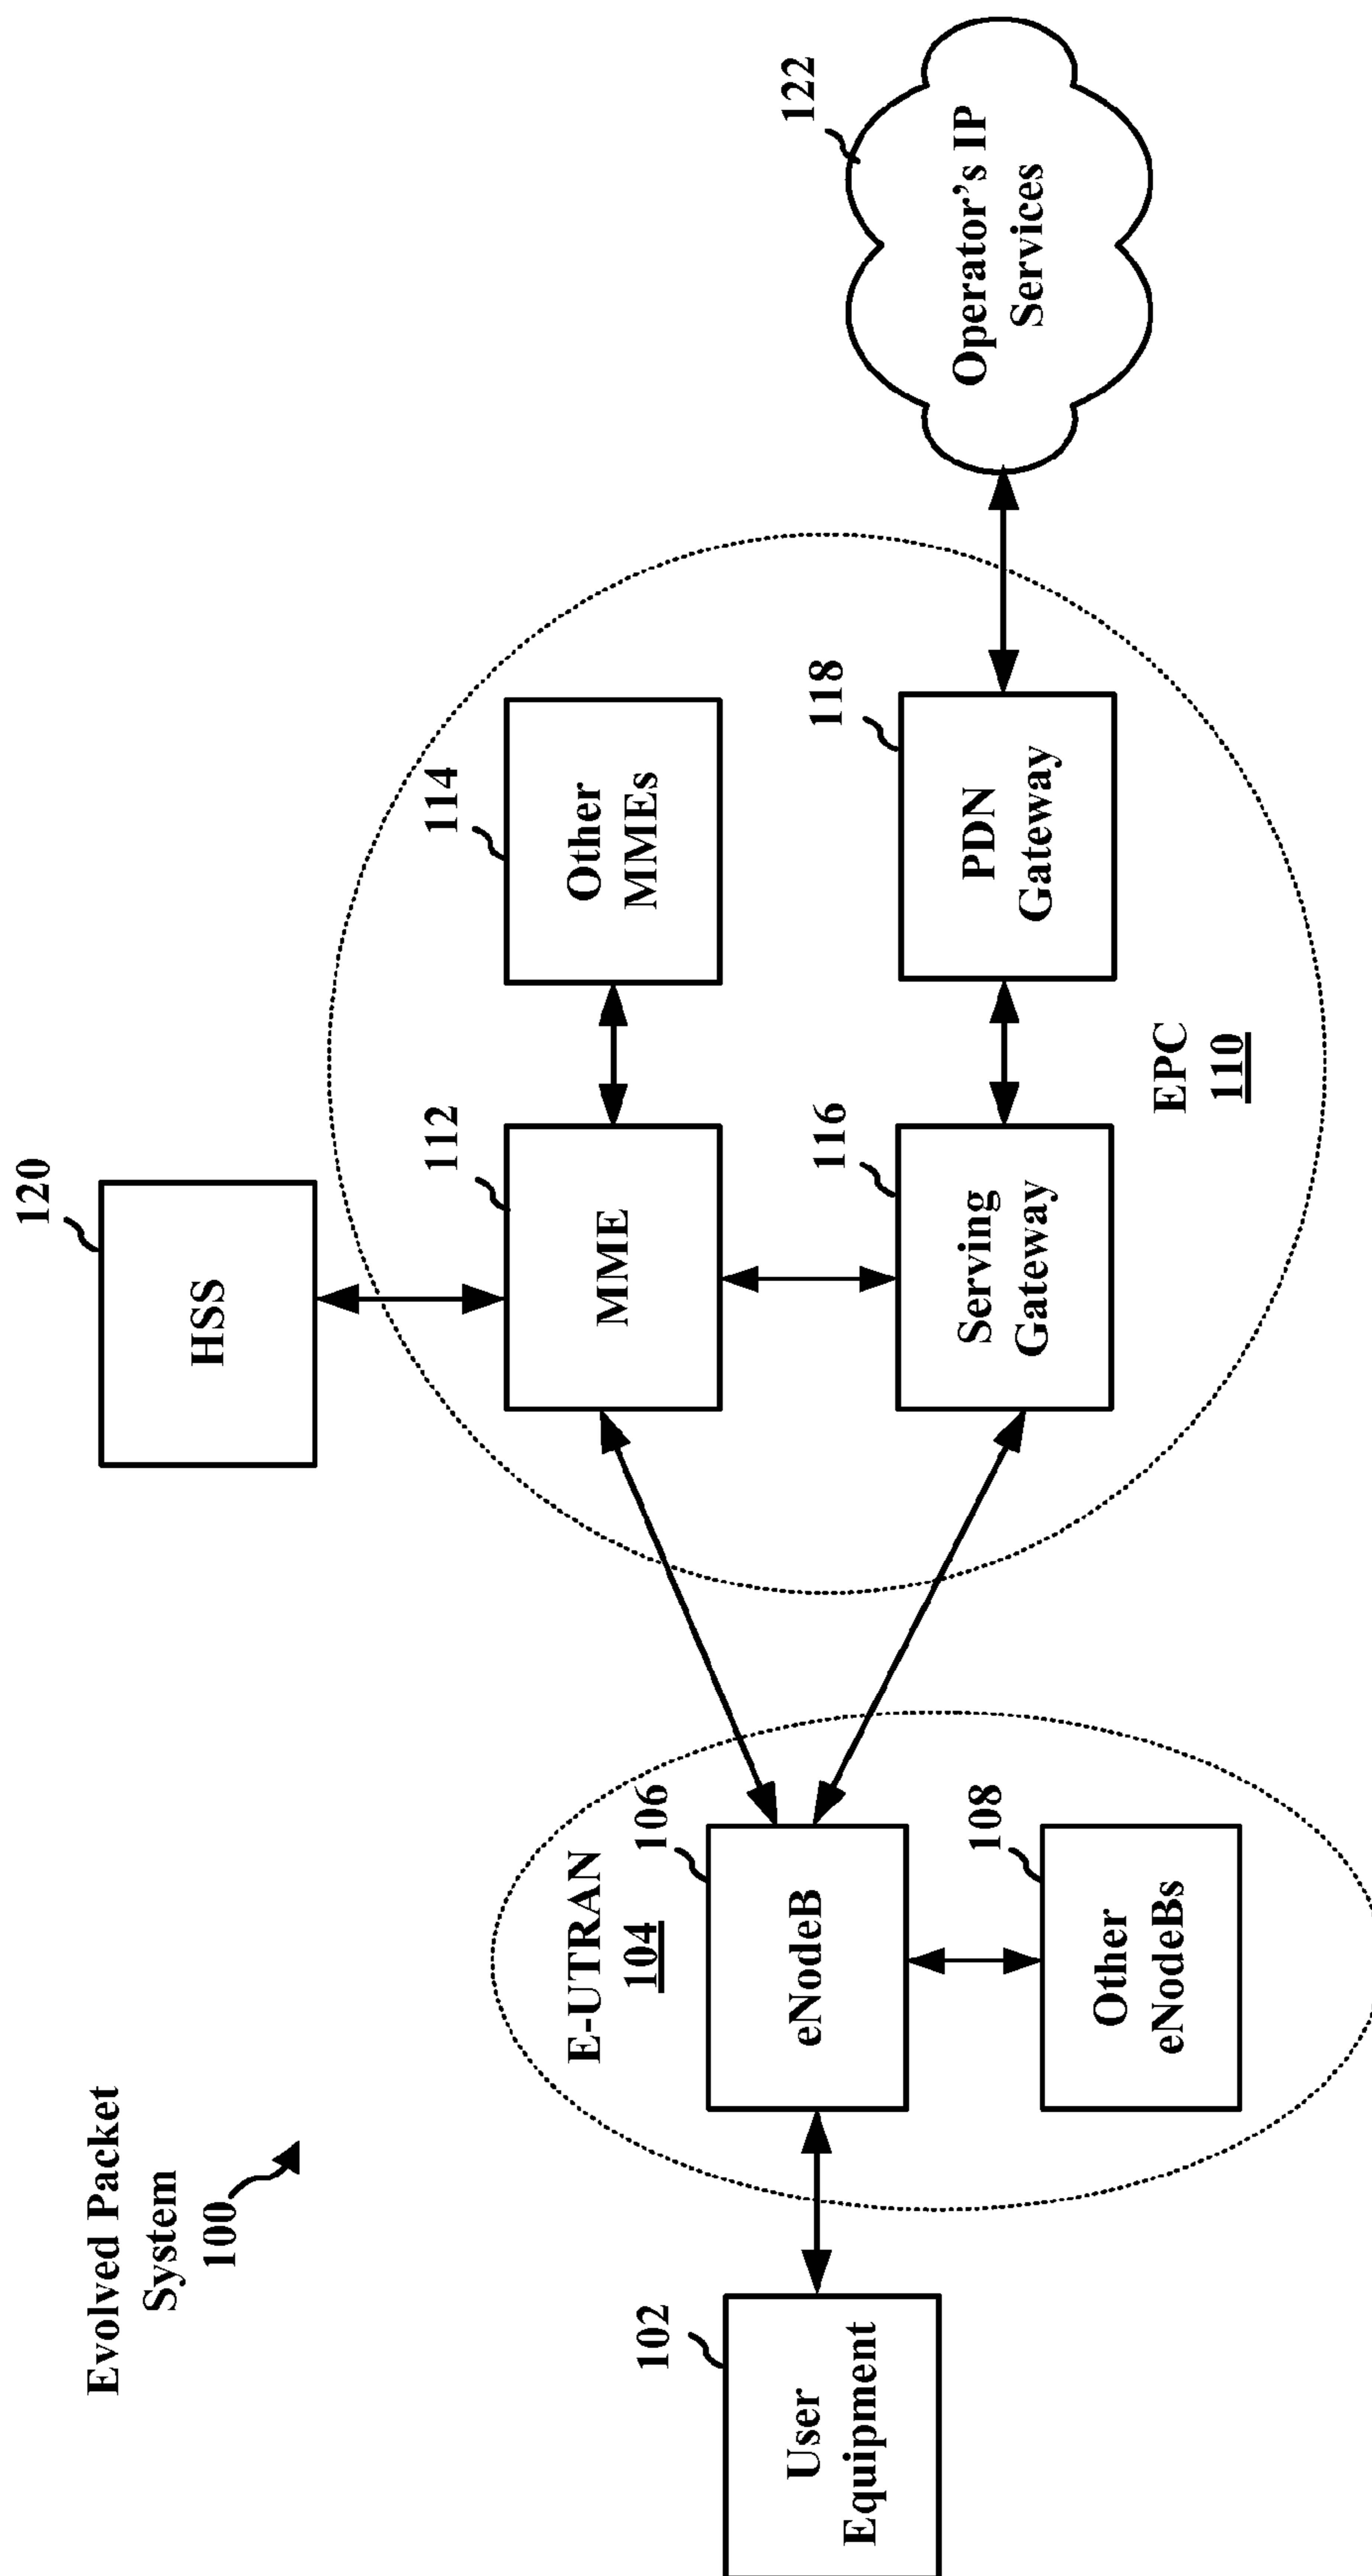 Evolved Packet
System
100
120
HSS
E-UTRAN
104
112
MME
114
Other
MMEs
102
User
Equipment
106
eNodeB
108
Other
eNodeBs
116
Serving
Gateway
118
PDN
Gateway
EPC
110
122
Operator’s IP
Services